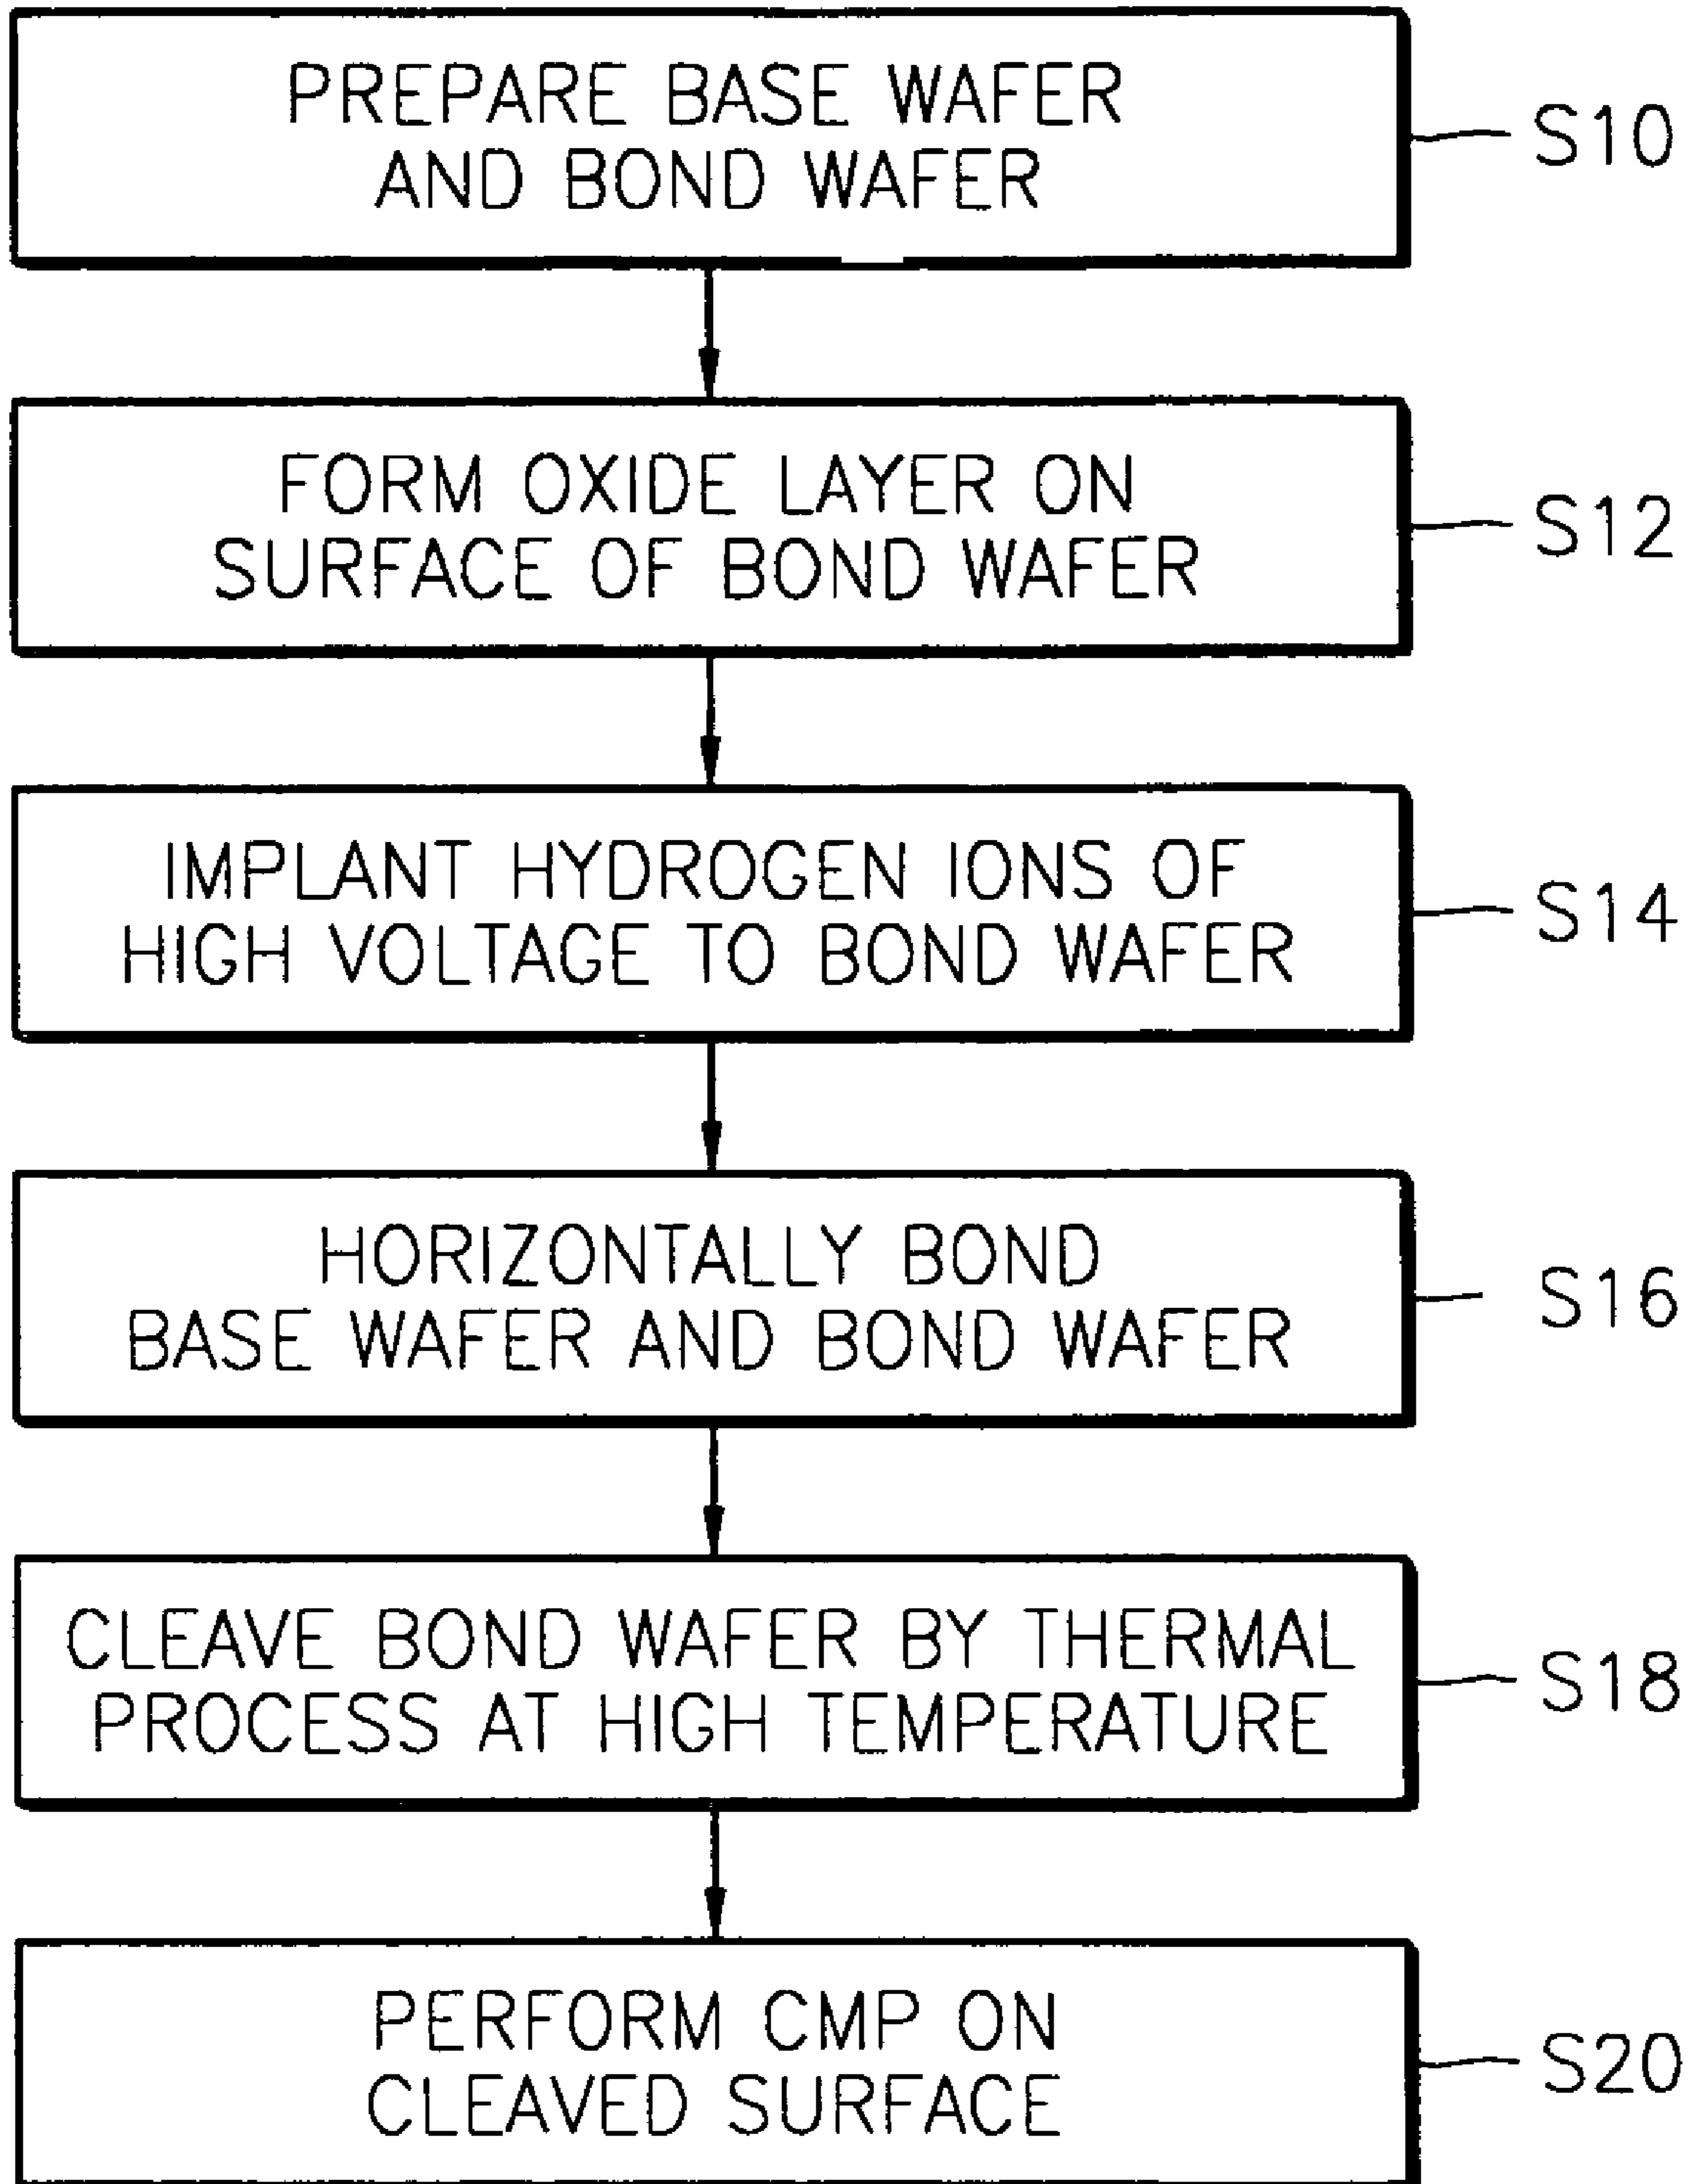 PREPARE BASE WAFER
AND BOND WAFER
S10
FORM OXIDE LAYER ON
SURFACE OF BOND WAFER
S12
IMPLANT HYDROGEN IONS OF
HIGH VOLTAGE TO BOND WAFER
S14
HORIZONTALLY BOND
BASE WAFER AND BOND WAFER
S16
CLEAVE BOND WAFER BY THERMAL
PROCESS AT HIGH TEMPERATURE
S18
PERFORM CMP ON
CLEAVED SURFACE
S20